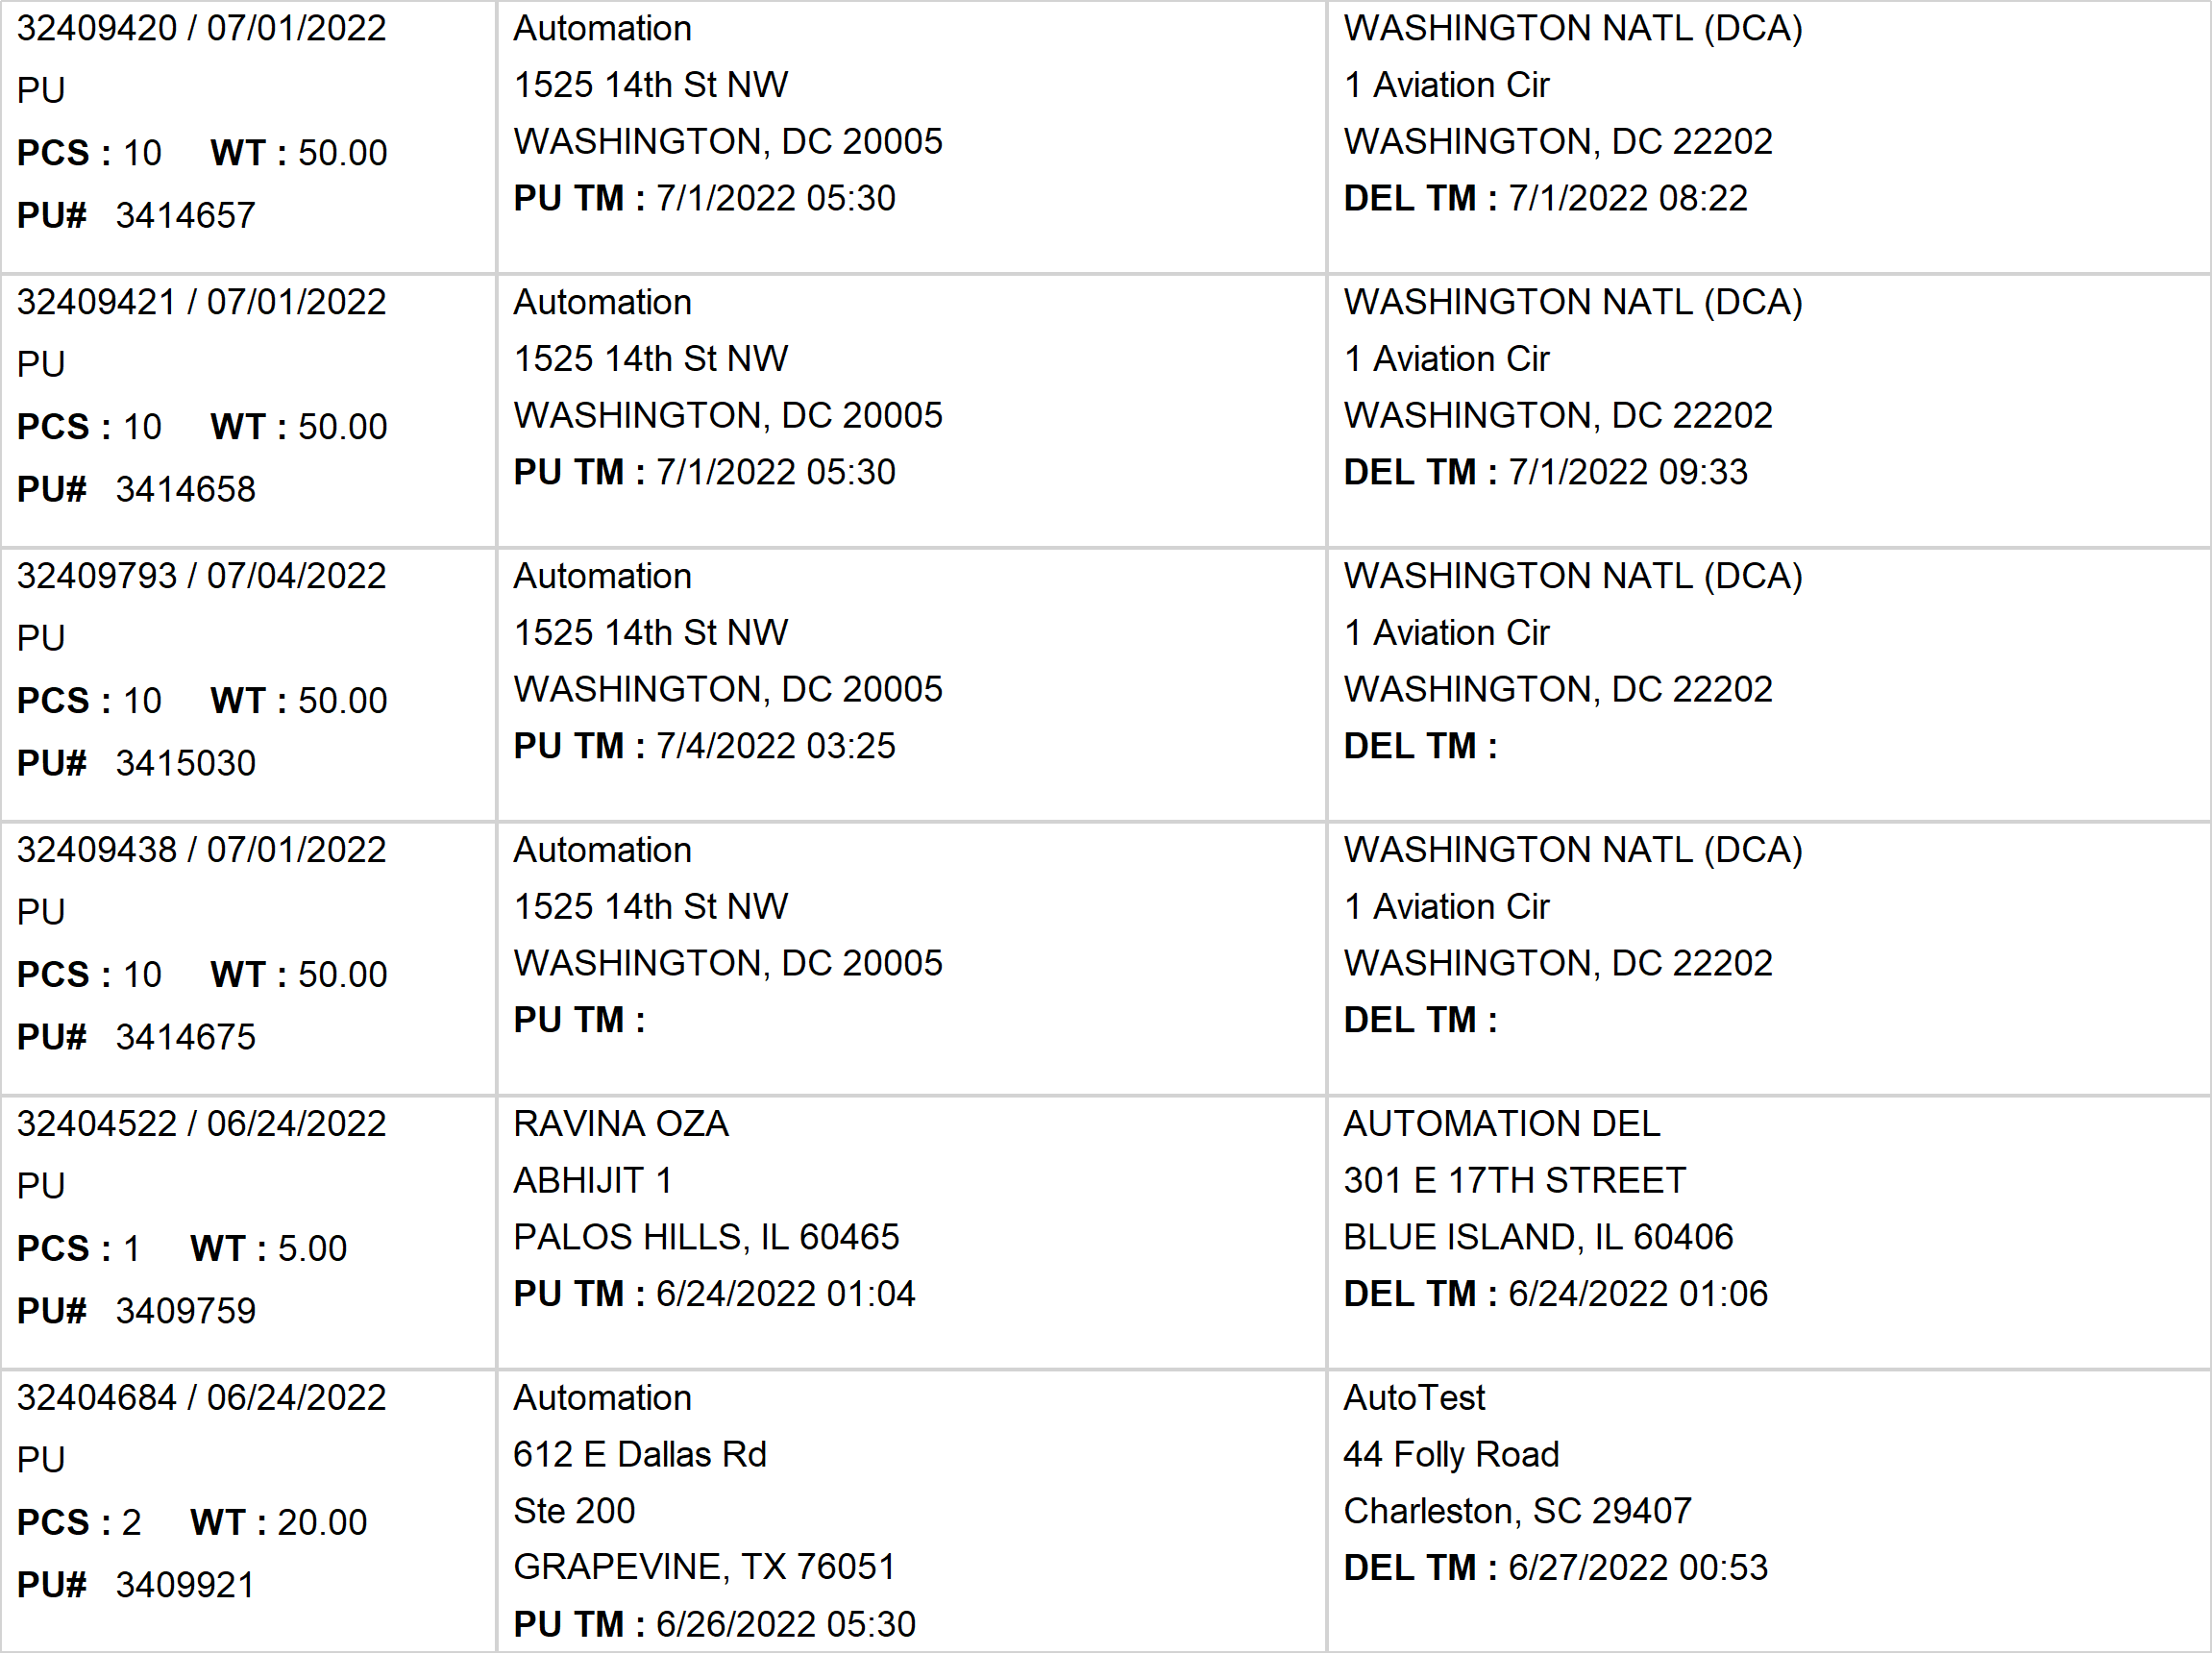 32409420 / 07/01/2022
PU
PCS : 10 WT : 50.00
PU# 3414657
Automation
1525 14th St NW
WASHINGTON, DC 20005
PU TM : 7/1/2022 05:30
WASHINGTON NATL (DCA)
1 Aviation Cir
WASHINGTON, DC 22202
DEL TM : 7/1/2022 08:22
32409421 / 07/01/2022
PU
PCS : 10 WT : 50.00
PU# 3414658
Automation
1525 14th St NW
WASHINGTON, DC 20005
PU TM : 7/1/2022 05:30
WASHINGTON NATL (DCA)
1 Aviation Cir
WASHINGTON, DC 22202
DEL TM : 7/1/2022 09:33
32409793 / 07/04/2022
PU
PCS : 10 WT : 50.00
PU# 3415030
Automation
1525 14th St NW
WASHINGTON, DC 20005
PU TM : 7/4/2022 03:25
WASHINGTON NATL (DCA)
1 Aviation Cir
WASHINGTON, DC 22202
DEL TM :
32409438 / 07/01/2022
PU
PCS : 10 WT : 50.00
PU# 3414675
Automation
1525 14th St NW
WASHINGTON, DC 20005
PU TM :
WASHINGTON NATL (DCA)
1 Aviation Cir
WASHINGTON, DC 22202
DEL TM :
32404522 / 06/24/2022
PU
PCS : 1 WT : 5.00
PU# 3409759
RAVINA OZA
ABHIJIT 1
PALOS HILLS, IL 60465
PU TM : 6/24/2022 01:04
AUTOMATION DEL
301 E 17TH STREET
BLUE ISLAND, IL 60406
DEL TM : 6/24/2022 01:06
32404684 / 06/24/2022
PU
PCS : 2 WT : 20.00
PU# 3409921
Automation
612 E Dallas Rd
Ste 200
GRAPEVINE, TX 76051
PU TM : 6/26/2022 05:30
AutoTest
44 Folly Road
Charleston, SC 29407
DEL TM : 6/27/2022 00:53